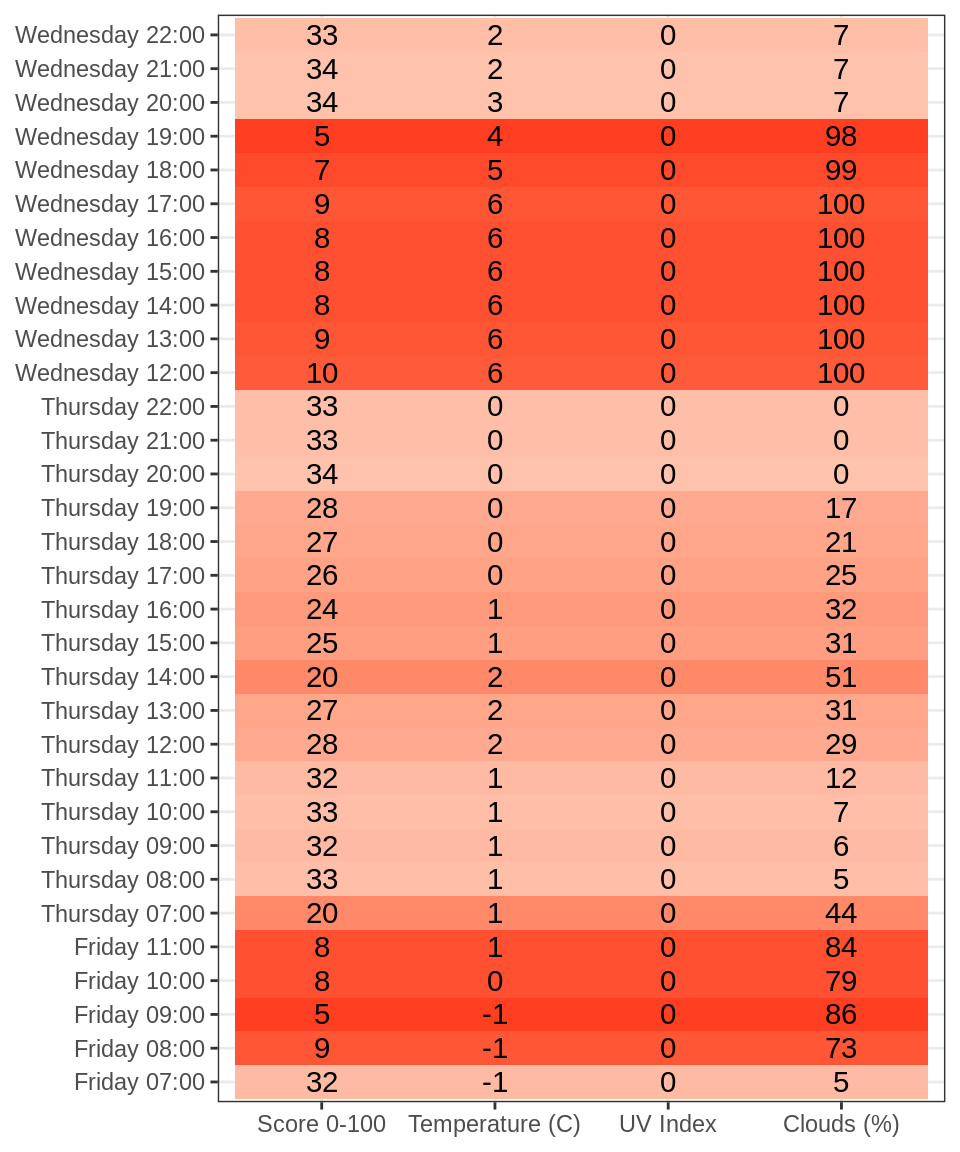 Wednesday 22:00 33 2 0 7
Wednesday 21:00 34 2 0 7
Wednesday 20:00 34 3 0 7
Wednesday 19:00 5 4 0 98
Wednesday 18:00 7 5 0 99
Wednesday 17:00 9 6 0 100
Wednesday 16:00 8 6 0 100
Wednesday 15:00 8 6 0 100
Wednesday 14:00 8 6 0 100
Wednesday 13:00 9 6 0 100
Wednesday 12:00 10 6 0 100
Thursday 22:00 33 0 0 0
Thursday 21:00 33 0 0 0
Thursday 20:00 34 0 0 0
Thursday 19:00 28 0 0 17
Thursday 18:00 27 0 0 21
Thursday 17:00 26 0 0 25
Thursday 16:00 24 1 0 32
Thursday 15:00 25 1 0 31
Thursday 14:00 20 2 0 51
Thursday 13:00 27 2 0 31
Thursday 12:00 28 2 0 29
Thursday 11:00 32 1 0 12
Thursday 10:00 33 1 0 7
Thursday 09:00 32 1 0 6
Thursday 08:00 33 1 0 5
Thursday 07:00 20 1 0 44
Friday 11:00 8 1 0 84
Friday 10:00 8 0 0 79
Friday 09:00 5 -1 0 86
Friday 08:00 9 -1 0 73
Friday 07:00 32 -1 0 5
Score 0-100 Temperature (C) UV Index Clouds (%)